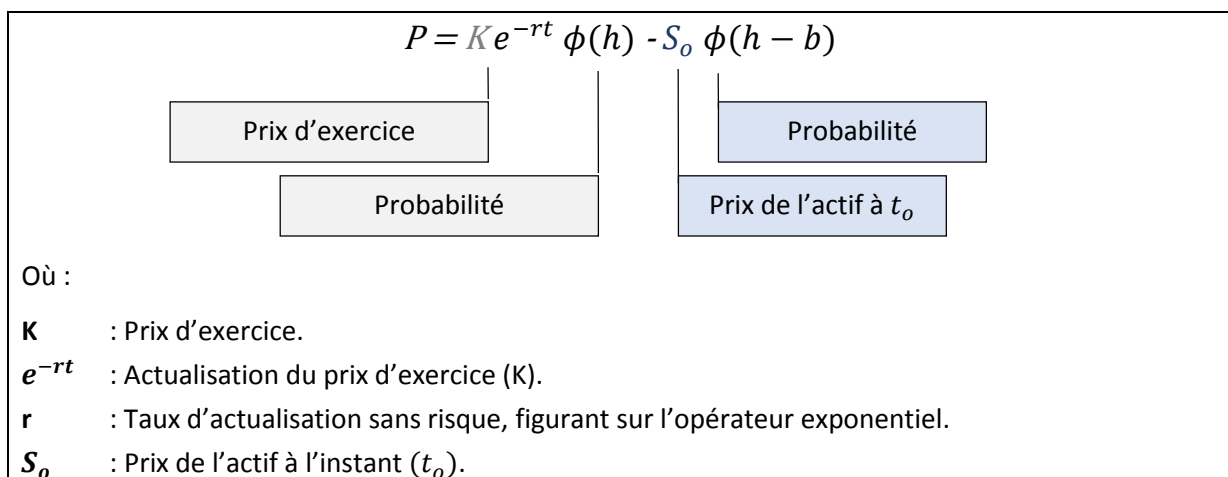 P = Ke^{-rt} ϕ(h) - S_o ϕ(h − b)
Prix d’exercice
Probabilité
Probabilité
Prix de l’actif à t_o
Où :
K : Prix d’exercice.
e^{-rt} : Actualisation du prix d’exercice (K).
r : Taux d’actualisation sans risque, figurant sur l’opérateur exponentiel.
S_o : Prix de l’actif à l’instant (t_o).